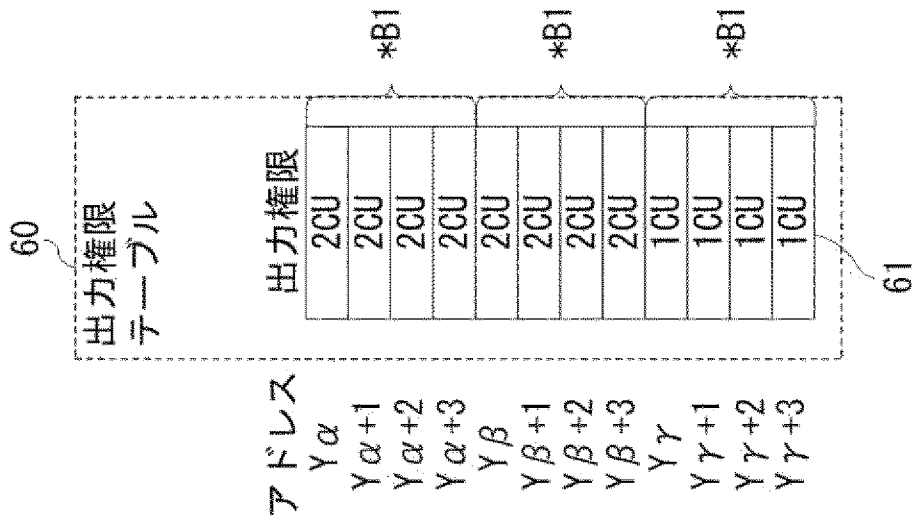 60
出力権限
テーブル
アドレス 出力権限
Yα 2CU
Yα+1 2CU
Yα+2 2CU
Yα+3 2CU
*B1
Yβ 2CU
Yβ+1 2CU
Yβ+2 2CU
Yβ+3 2CU
*B1
Yγ 1CU
Yγ+1 1CU
Yγ+2 1CU
Yγ+3 1CU
*B1
61